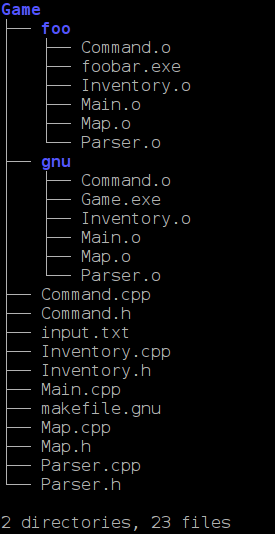 Game
├── foo
│   ├── Command.o
│   ├── foobar.exe
│   ├── Inventory.o
│   ├── Main.o
│   ├── Map.o
│   └── Parser.o
├── gnu
│   ├── Command.o
│   ├── Game.exe
│   ├── Inventory.o
│   ├── Main.o
│   ├── Map.o
│   └── Parser.o
├── Command.cpp
├── Command.h
├── input.txt
├── Inventory.cpp
├── Inventory.h
├── Main.cpp
├── makefile.gnu
├── Map.cpp
├── Map.h
├── Parser.cpp
└── Parser.h
2 directories, 23 files